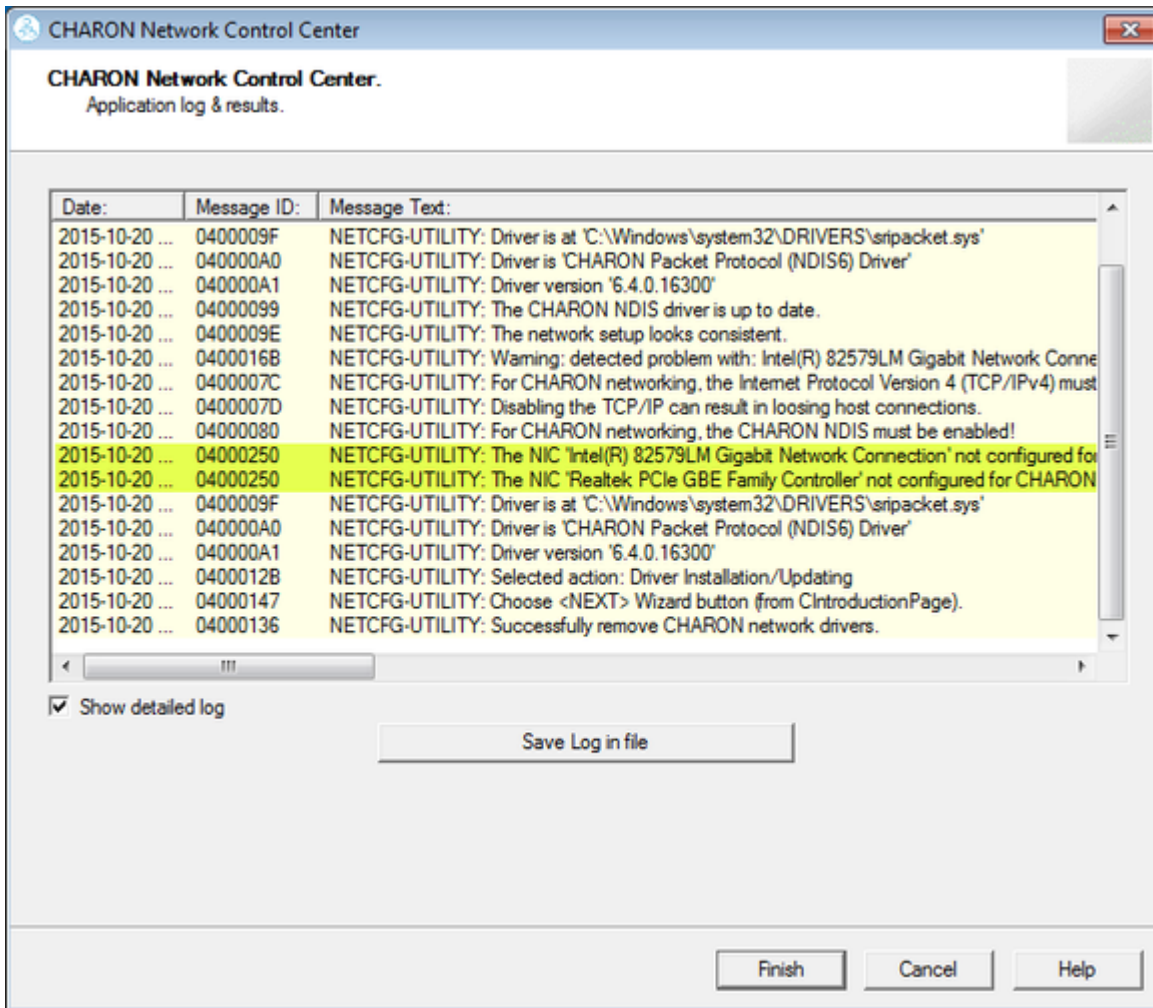 CHARON Network Control Center
CHARON Network Control Center.
Application log & results.
Date: Message ID: Message Text:
2015-10-20 ... 0400009F NETCFG-UTILITY: Driver is at 'C:\Windows\system32\DRIVERS\sripacket.sys'
2015-10-20 ... 040000A0 NETCFG-UTILITY: Driver is 'CHARON Packet Protocol (NDIS6) Driver'
2015-10-20 ... 040000A1 NETCFG-UTILITY: Driver version '6.4.0.16300'
2015-10-20 ... 04000099 NETCFG-UTILITY: The CHARON NDIS driver is up to date.
2015-10-20 ... 0400009E NETCFG-UTILITY: The network setup looks consistent.
2015-10-20 ... 0400016B NETCFG-UTILITY: Warning: detected problem with: Intel(R) 82579LM Gigabit Network Conne
2015-10-20 ... 0400007C NETCFG-UTILITY: For CHARON networking, the Internet Protocol Version 4 (TCP/IPv4) must
2015-10-20 ... 0400007D NETCFG-UTILITY: Disabling the TCP/IP can result in loosing host connections.
2015-10-20 ... 04000080 NETCFG-UTILITY: For CHARON networking, the CHARON NDIS must be enabled!
2015-10-20 ... 04000250 NETCFG-UTILITY: The NIC 'Intel(R) 82579LM Gigabit Network Connection' not configured for
2015-10-20 ... 04000250 NETCFG-UTILITY: The NIC 'Realtek PCIe GBE Family Controller' not configured for CHARON
2015-10-20 ... 0400009F NETCFG-UTILITY: Driver is at 'C:\Windows\system32\DRIVERS\sripacket.sys'
2015-10-20 ... 040000A0 NETCFG-UTILITY: Driver is 'CHARON Packet Protocol (NDIS6) Driver'
2015-10-20 ... 040000A1 NETCFG-UTILITY: Driver version '6.4.0.16300'
2015-10-20 ... 0400012B NETCFG-UTILITY: Selected action: Driver Installation/Updating
2015-10-20 ... 04000147 NETCFG-UTILITY: Choose <NEXT> Wizard button (from CIntroductionPage).
2015-10-20 ... 04000136 NETCFG-UTILITY: Successfully remove CHARON network drivers.
Show detailed log
Save Log in file
Finish Cancel Help